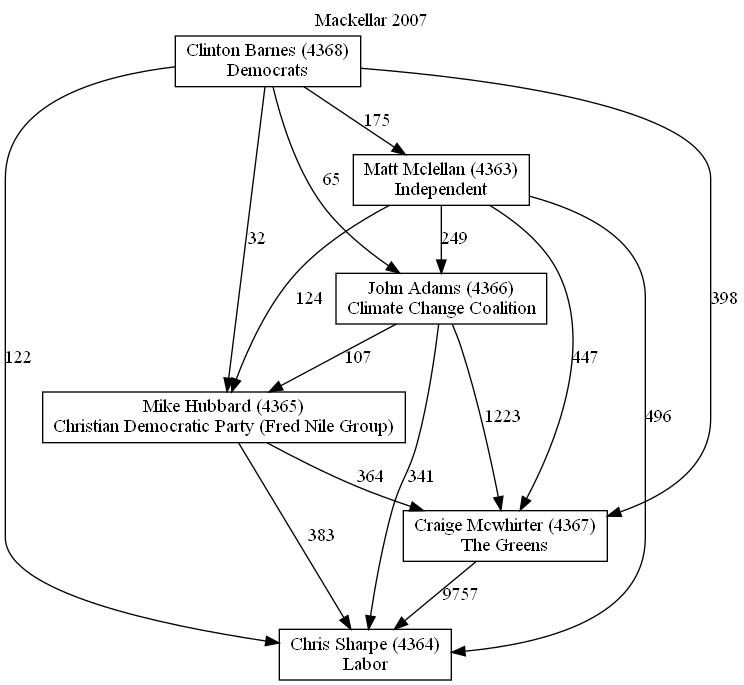 Mackellar 2007
Clinton Barnes (4368)
Democrats
175
Matt Mclellan (4363)
Independent
65
32
249
398
124
John Adams (4366)
Climate Change Coalition
122
107
447
Mike Hubbard (4365)
Christian Democratic Party (Fred Nile Group)
1223
496
364
341
383
Craige Mcwhirter (4367)
The Greens
9757
Chris Sharpe (4364)
Labor